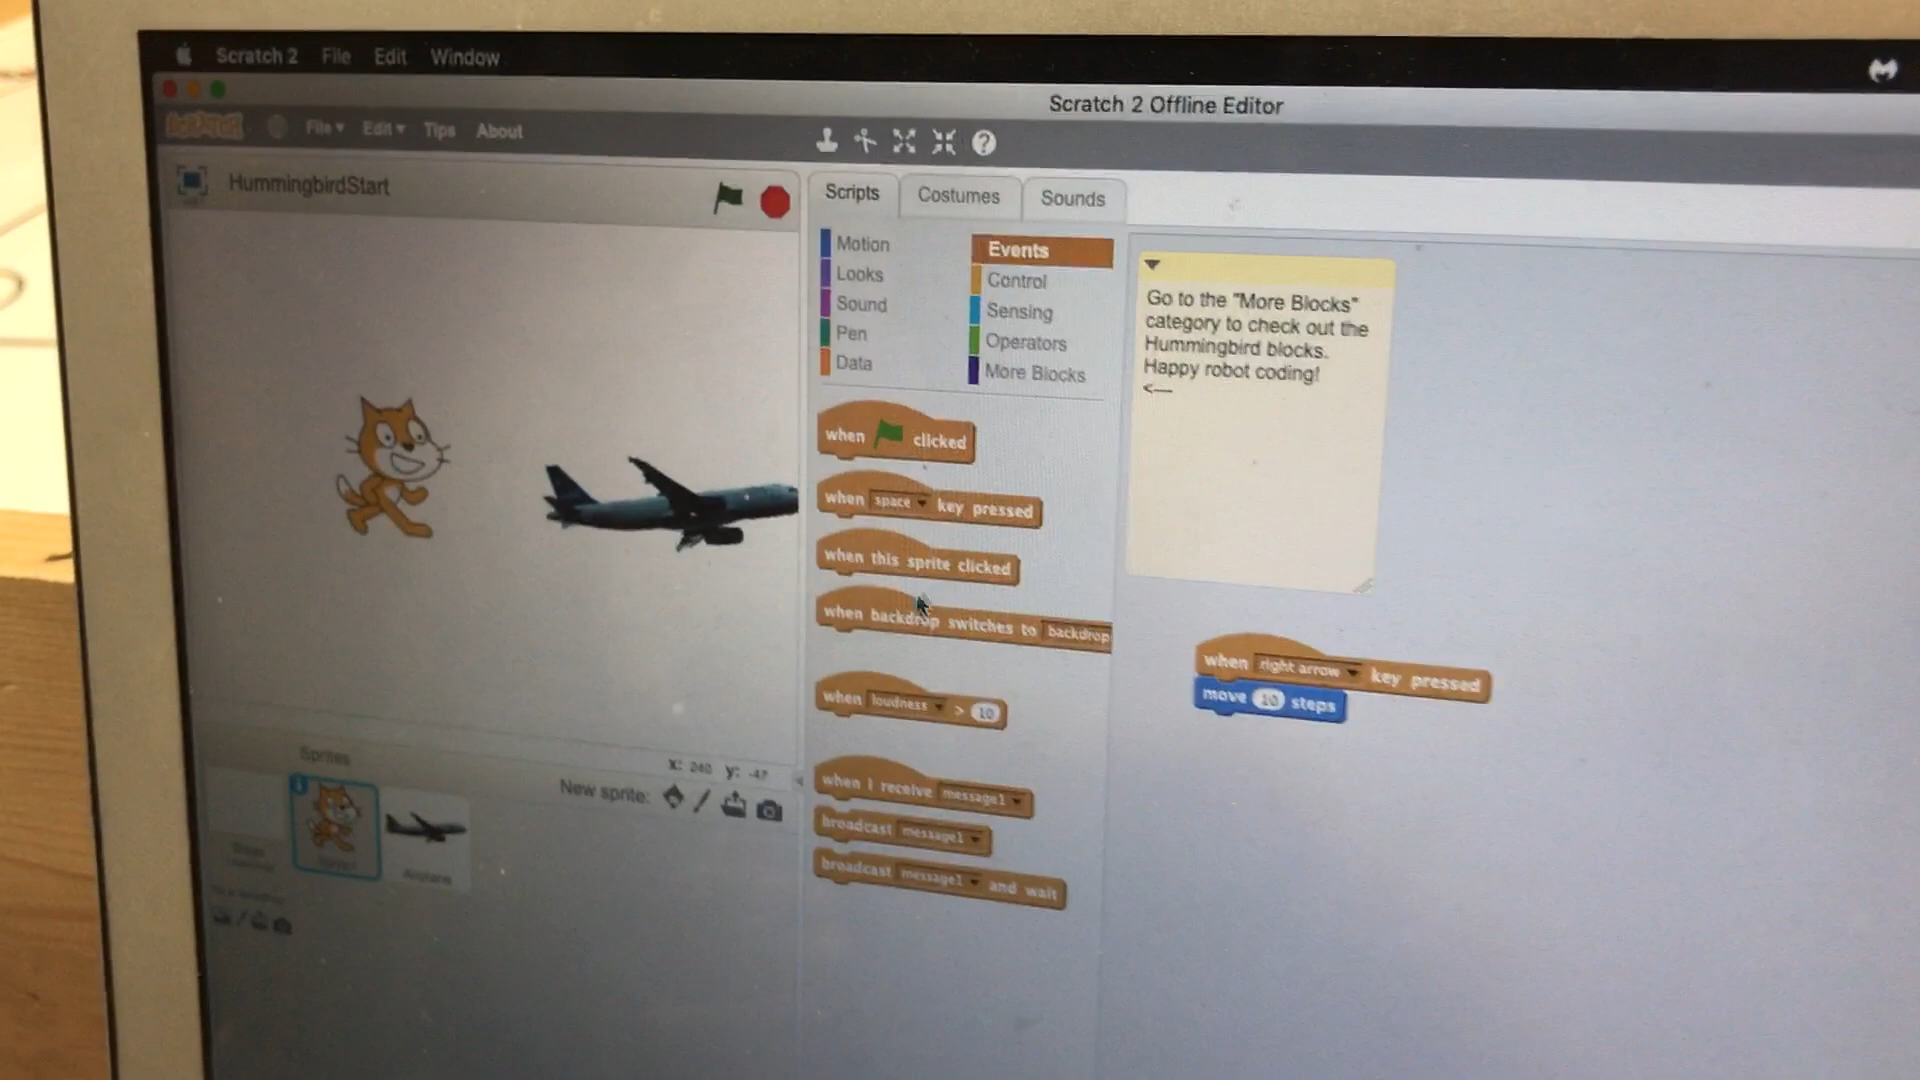 Scratch 2 File Edit Window
Scratch 2 Offline Editor
SCRATCH File Edit Tips About
HummingbirdStart
Scripts Costumes Sounds
Motion
Looks
Sound
Pen
Data
Events
Control
Sensing
Operators
More Blocks
when clicked
when space key pressed
when this sprite clicked
when backdrop switches to backdrop
when loudness > 10
when I receive message1
broadcast message1
broadcast message1 and wait
Go to the "More Blocks"
category to check out the
Hummingbird blocks.
Happy robot coding!
<---
when right arrow key pressed
move 10 steps
x: 240 y: -47
Sprites
New sprite:
Airplane